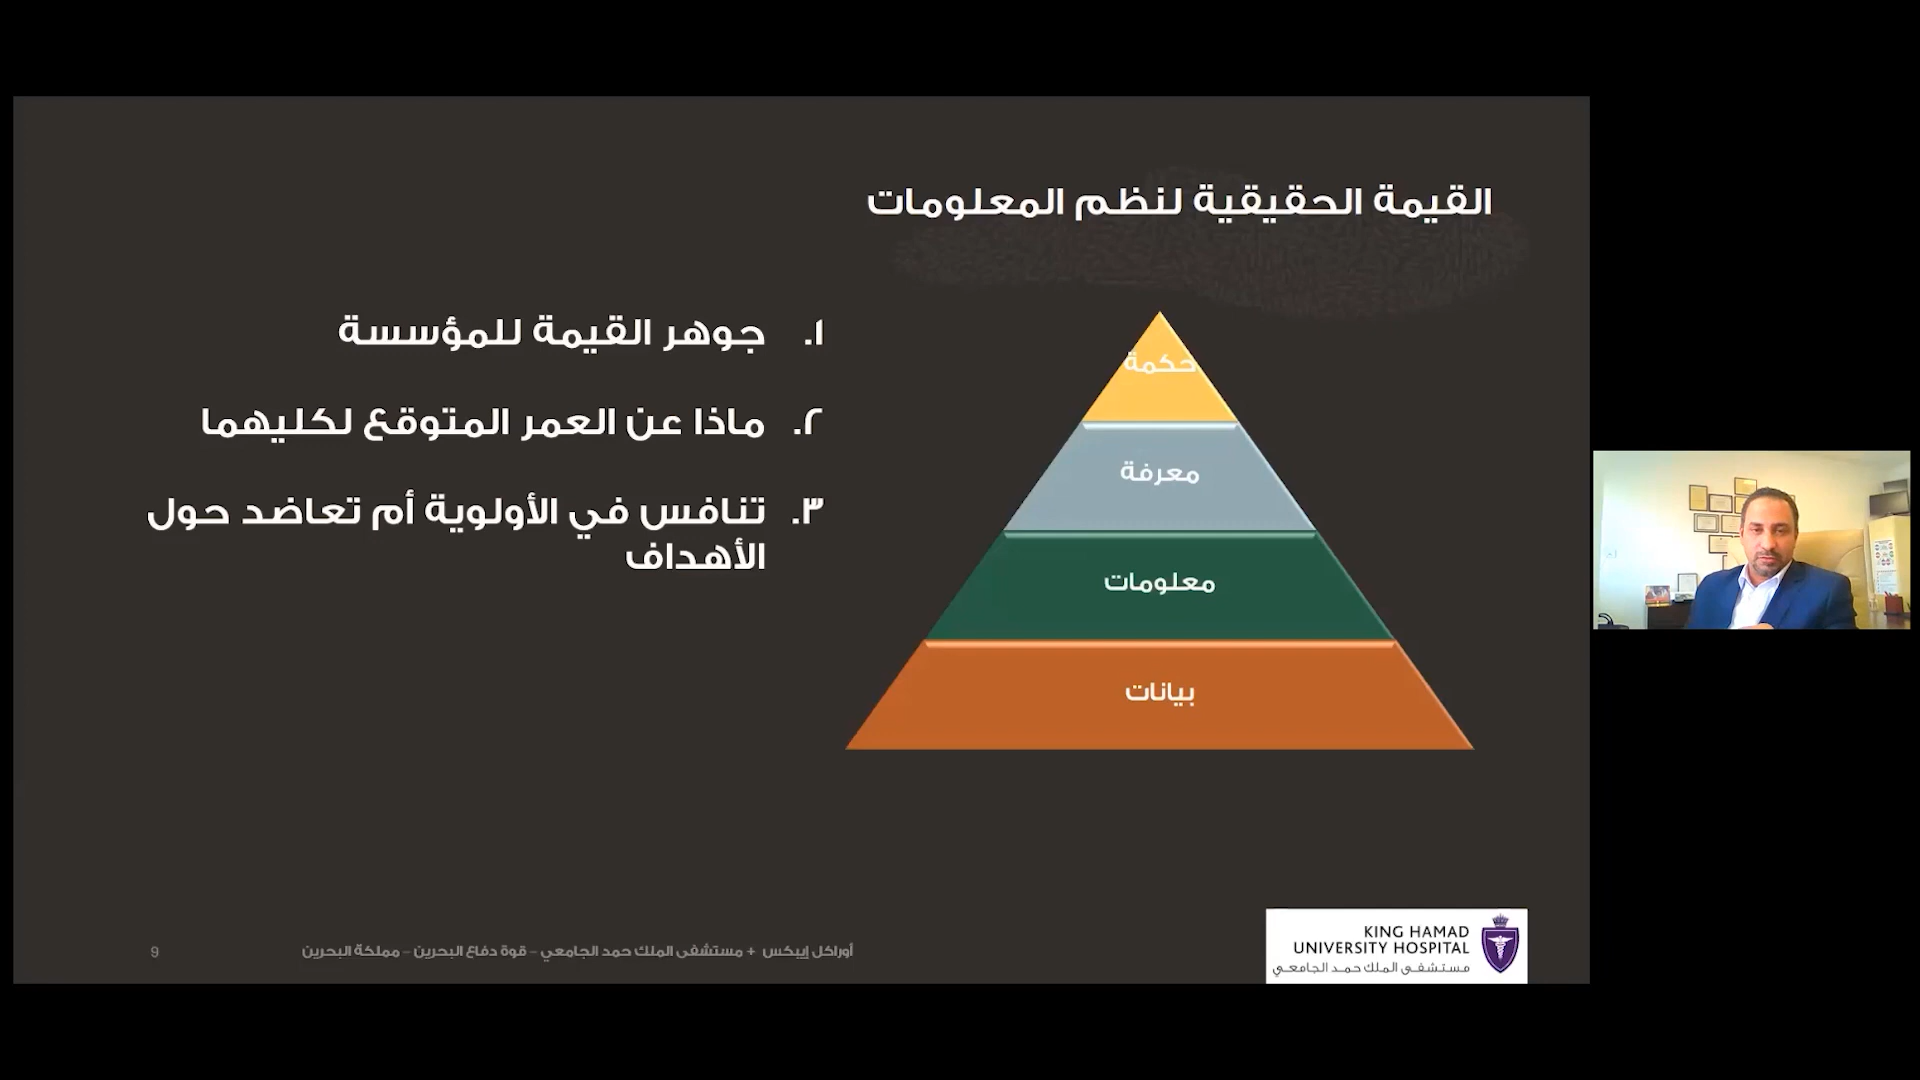 القيمة الحقيقية لنظم المعلومات
١. جوهر القيمة للمؤسسة
٢. ماذا عن العمر المتوقع لكليهما
٣. تنافس في الأولوية أم تعاضد حول
الأهداف
حكمة
معرفة
معلومات
بيانات
أوراكل إيبكس + مستشفى الملك حمد الجامعي – قوة دفاع البحرين – مملكة البحرين
9
KING HAMAD
UNIVERSITY HOSPITAL
مستشفى الملك حمد الجامعي